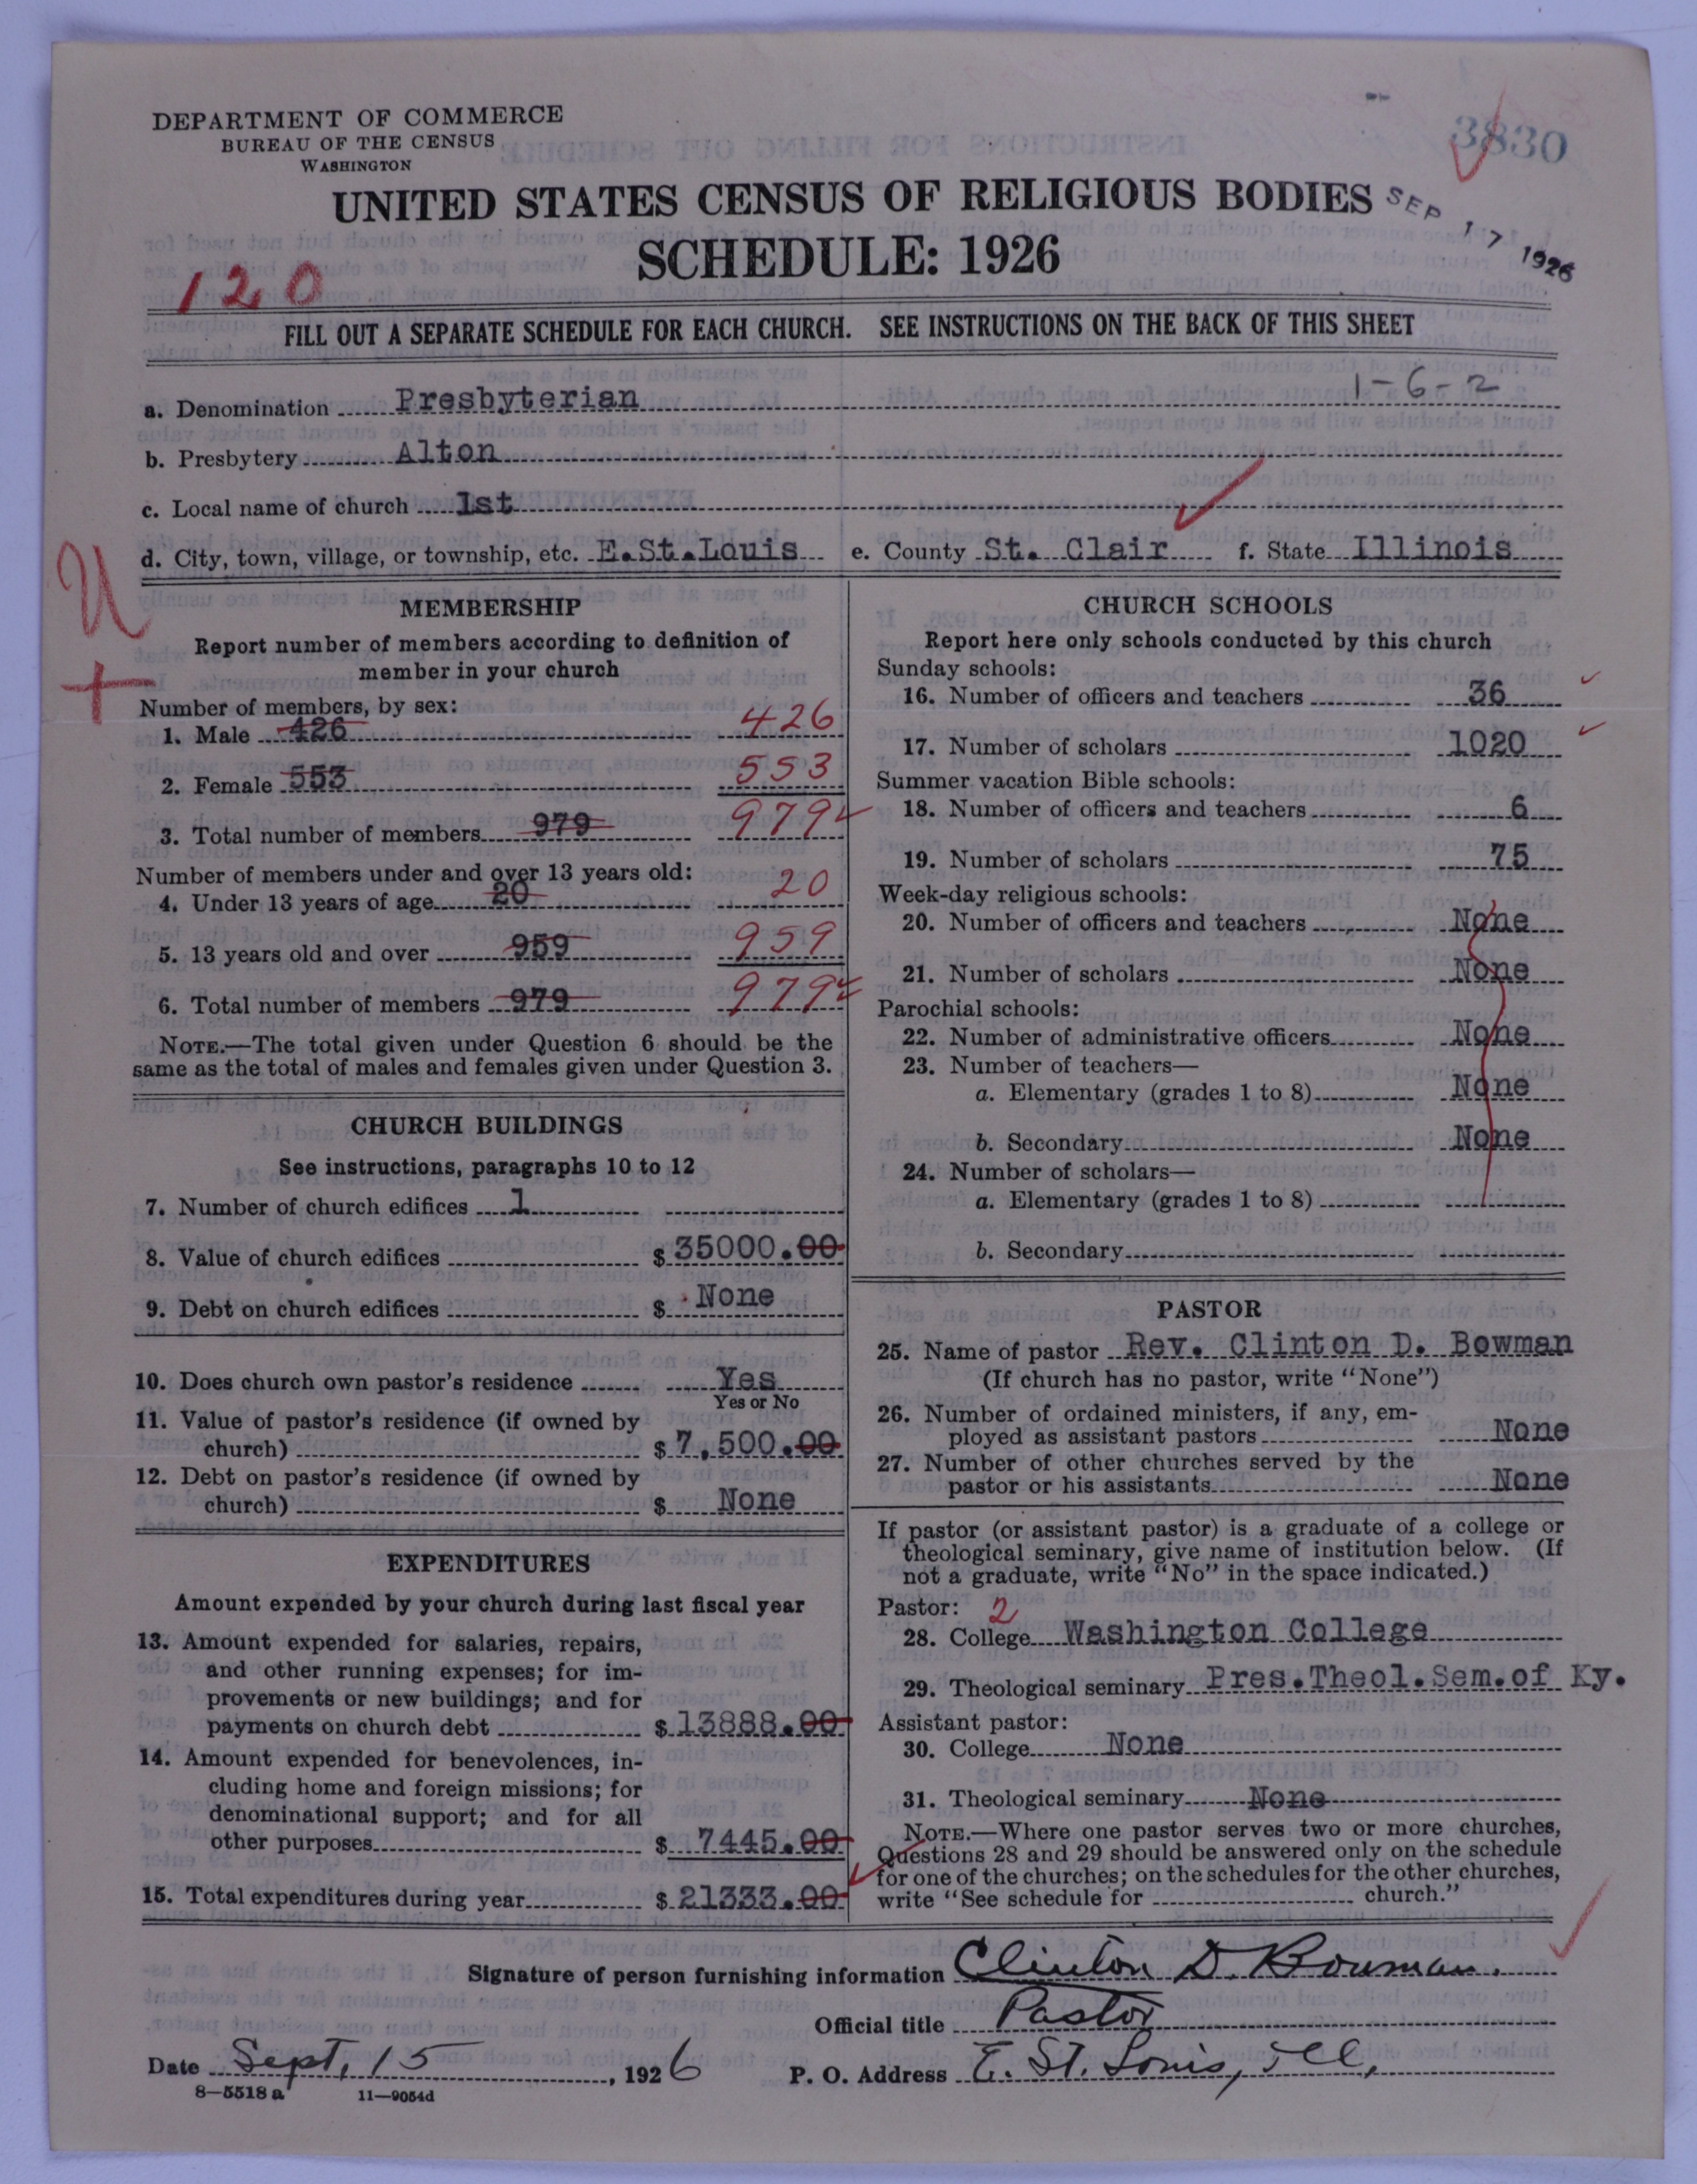 DEPARTMENT OF COMMERCE
BUREAU OF THE CENSUS
WASHINGTON
3830
UNITED STATES CENSUS OF RELIGIOUS BODIES
SEP 17 1926
SCHEDULE: 1926
120
FILL OUT A SEPARATE SCHEDULE FOR EACH CHURCH. SEE INSTRUCTIONS ON THE BACK OF THIS SHEET
1-6-2
a. Denomination Presbyterian
b. Presbytery Alton
c. Local name of church 1st
d. City, town, village, or township, etc. E.St.Louis e. County St. Clair f. State Illinois
U
+
MEMBERSHIP
Report number of members according to definition of
member in your church
Number of members, by sex:
1. Male 426 426
2. Female 553 553
3. Total number of members 979 979
Number of members under and over 13 years old:
4. Under 13 years of age 20 20
5. 13 years old and over 959 959
6. Total number of members 979 979
NOTE.—The total given under Question 6 should be the
same as the total of males and females given under Question 3.
CHURCH BUILDINGS
See instructions, paragraphs 10 to 12
7. Number of church edifices 1
8. Value of church edifices $ 35000.00
9. Debt on church edifices $ None
10. Does church own pastor's residence Yes
Yes or No
11. Value of pastor's residence (if owned by
church) $ 7,500.00
12. Debt on pastor's residence (if owned by
church) $ None
EXPENDITURES
Amount expended by your church during last fiscal year
13. Amount expended for salaries, repairs,
and other running expenses; for im-
provements or new buildings; and for
payments on church debt $ 13888.00
14. Amount expended for benevolences, in-
cluding home and foreign missions; for
denominational support; and for all
other purposes $ 7445.00
15. Total expenditures during year $ 21333.00
CHURCH SCHOOLS
Report here only schools conducted by this church
Sunday schools:
16. Number of officers and teachers 36
17. Number of scholars 1020
Summer vacation Bible schools:
18. Number of officers and teachers 6
19. Number of scholars 75
Week-day religious schools:
20. Number of officers and teachers None
21. Number of scholars None
Parochial schools:
22. Number of administrative officers None
23. Number of teachers—
a. Elementary (grades 1 to 8) None
b. Secondary None
24. Number of scholars—
a. Elementary (grades 1 to 8)
b. Secondary
PASTOR
25. Name of pastor Rev. Clinton D. Bowman
(If church has no pastor, write "None")
26. Number of ordained ministers, if any, em-
ployed as assistant pastors None
27. Number of other churches served by the
pastor or his assistants None
If pastor (or assistant pastor) is a graduate of a college or
theological seminary, give name of institution below. (If
not a graduate, write "No" in the space indicated.)
Pastor: 2
28. College Washington College
29. Theological seminary Pres.Theol.Sem.of Ky.
Assistant pastor:
30. College None
31. Theological seminary None
NOTE.—Where one pastor serves two or more churches,
Questions 28 and 29 should be answered only on the schedule
for one of the churches; on the schedules for the other churches,
write "See schedule for church."
Signature of person furnishing information Clinton D. Bowman.
Official title Pastor
Date Sept, 15, 1926 P. O. Address E. St. Louis, Ill,
8—5518 a 11—9054d